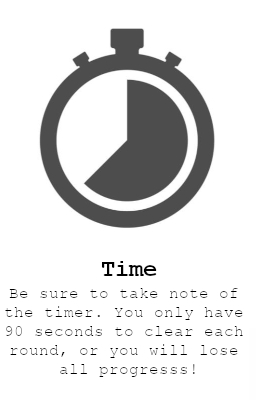 Time
Be sure to take note of
the timer. You only have
90 seconds to clear each
round, or you will lose
all progresss!